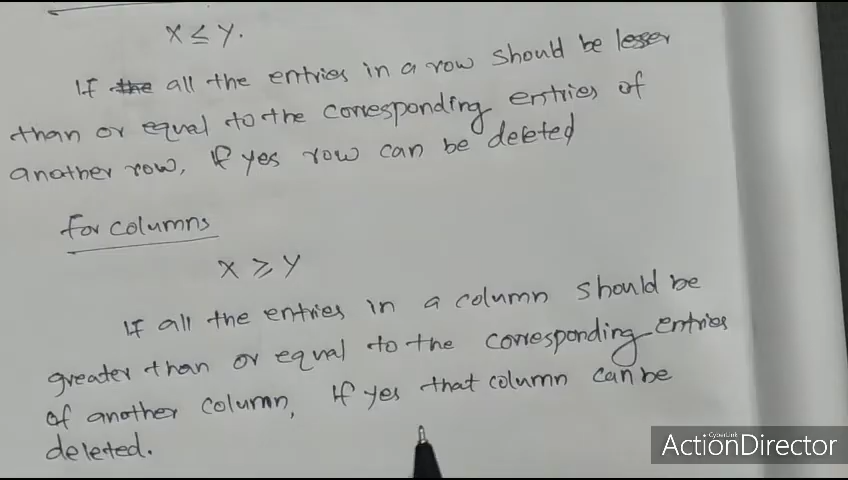 X ≤ Y.
If the all the entries in a row should be lesser
than or equal to the corresponding entries of
another row, If yes row can be deleted
For columns
X ≥ Y
If all the entries in a column should be
greater than or equal to the corresponding entries
of another column, If yes that column can be
deleted.
CyberLink
ActionDirector